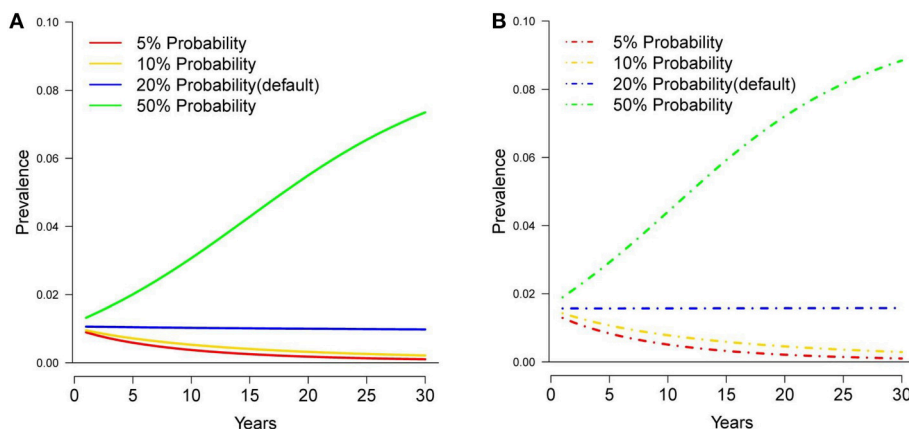 A
5% Probability
10% Probability
20% Probability(default)
50% Probability
Prevalence
0.10
0.08
0.06
0.04
0.02
0.00
0 5 10 15 20 25 30
Years
B
5% Probability
10% Probability
20% Probability(default)
50% Probability
Prevalence
0.10
0.08
0.06
0.04
0.02
0.00
0 5 10 15 20 25 30
Years